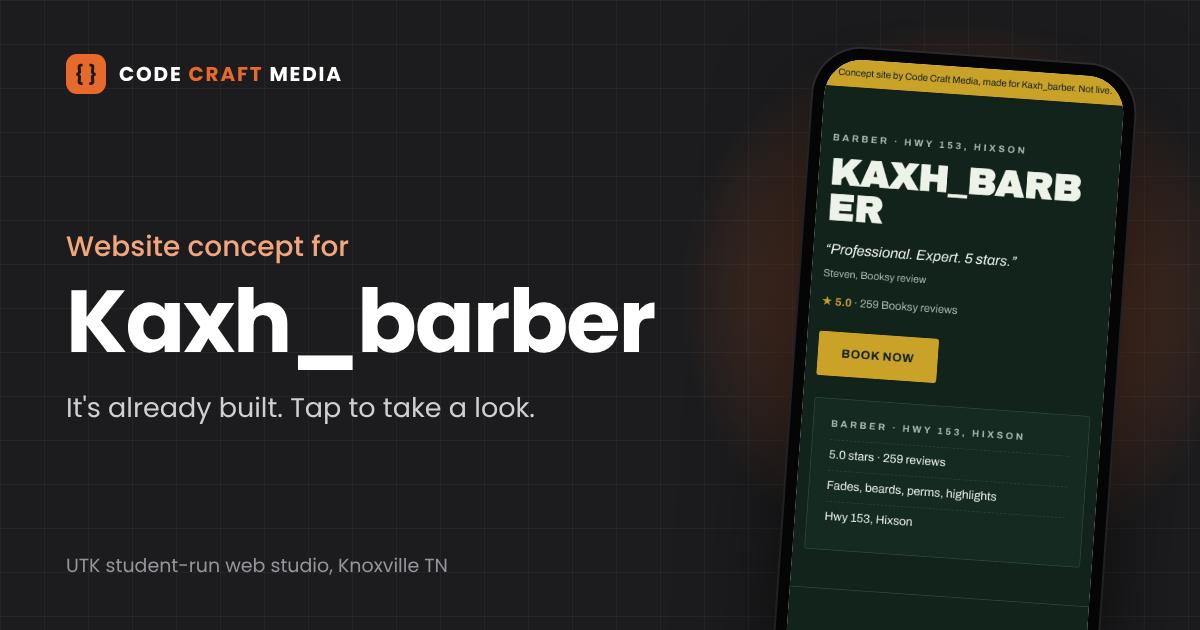 { } CODE CRAFT MEDIA
Website concept for
Kaxh_barber
It's already built. Tap to take a look.
UTK student-run web studio, Knoxville TN
Concept site by Code Craft Media, made for Kaxh_barber. Not live.
BARBER · HWY 153, HIXSON
KAXH_BARB
ER
“Professional. Expert. 5 stars.”
Steven, Booksy review
★ 5.0 · 259 Booksy reviews
BOOK NOW
BARBER · HWY 153, HIXSON
5.0 stars · 259 reviews
Fades, beards, perms, highlights
Hwy 153, Hixson